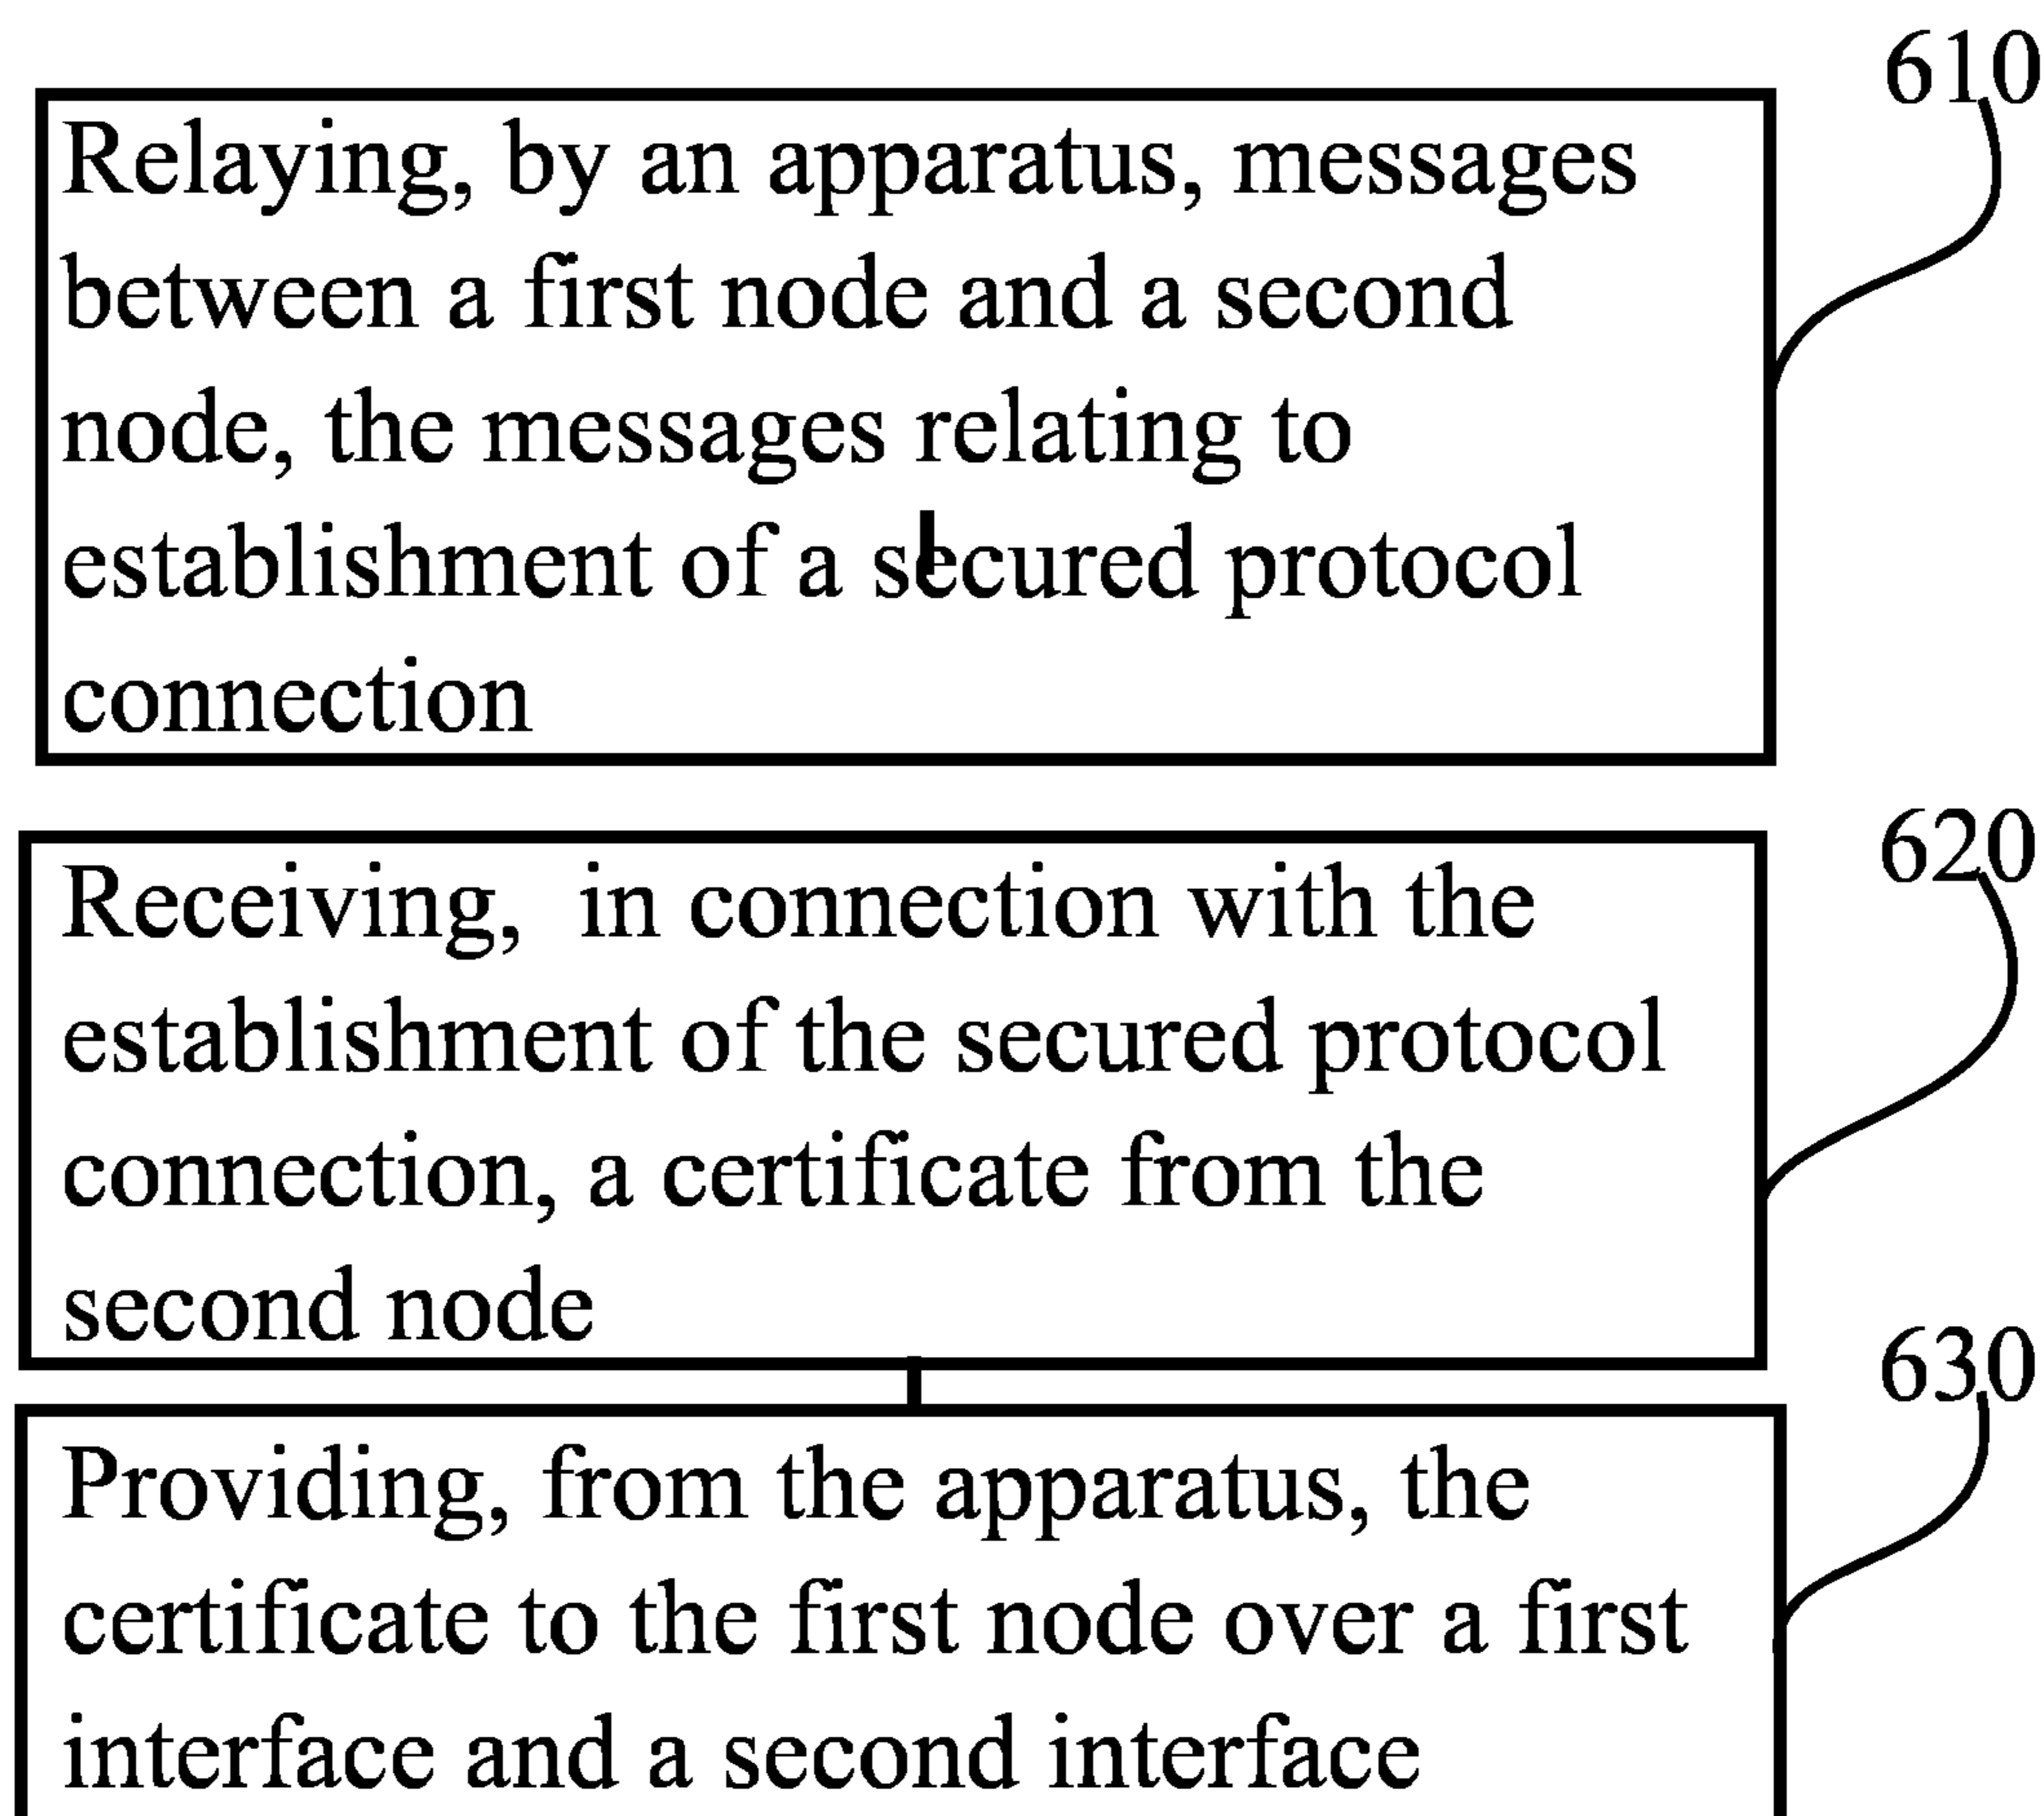 610
Relaying, by an apparatus, messages
between a first node and a second
node, the messages relating to
establishment of a secured protocol
connection
620
Receiving, in connection with the
establishment of the secured protocol
connection, a certificate from the
second node
630
Providing, from the apparatus, the
certificate to the first node over a first
interface and a second interface